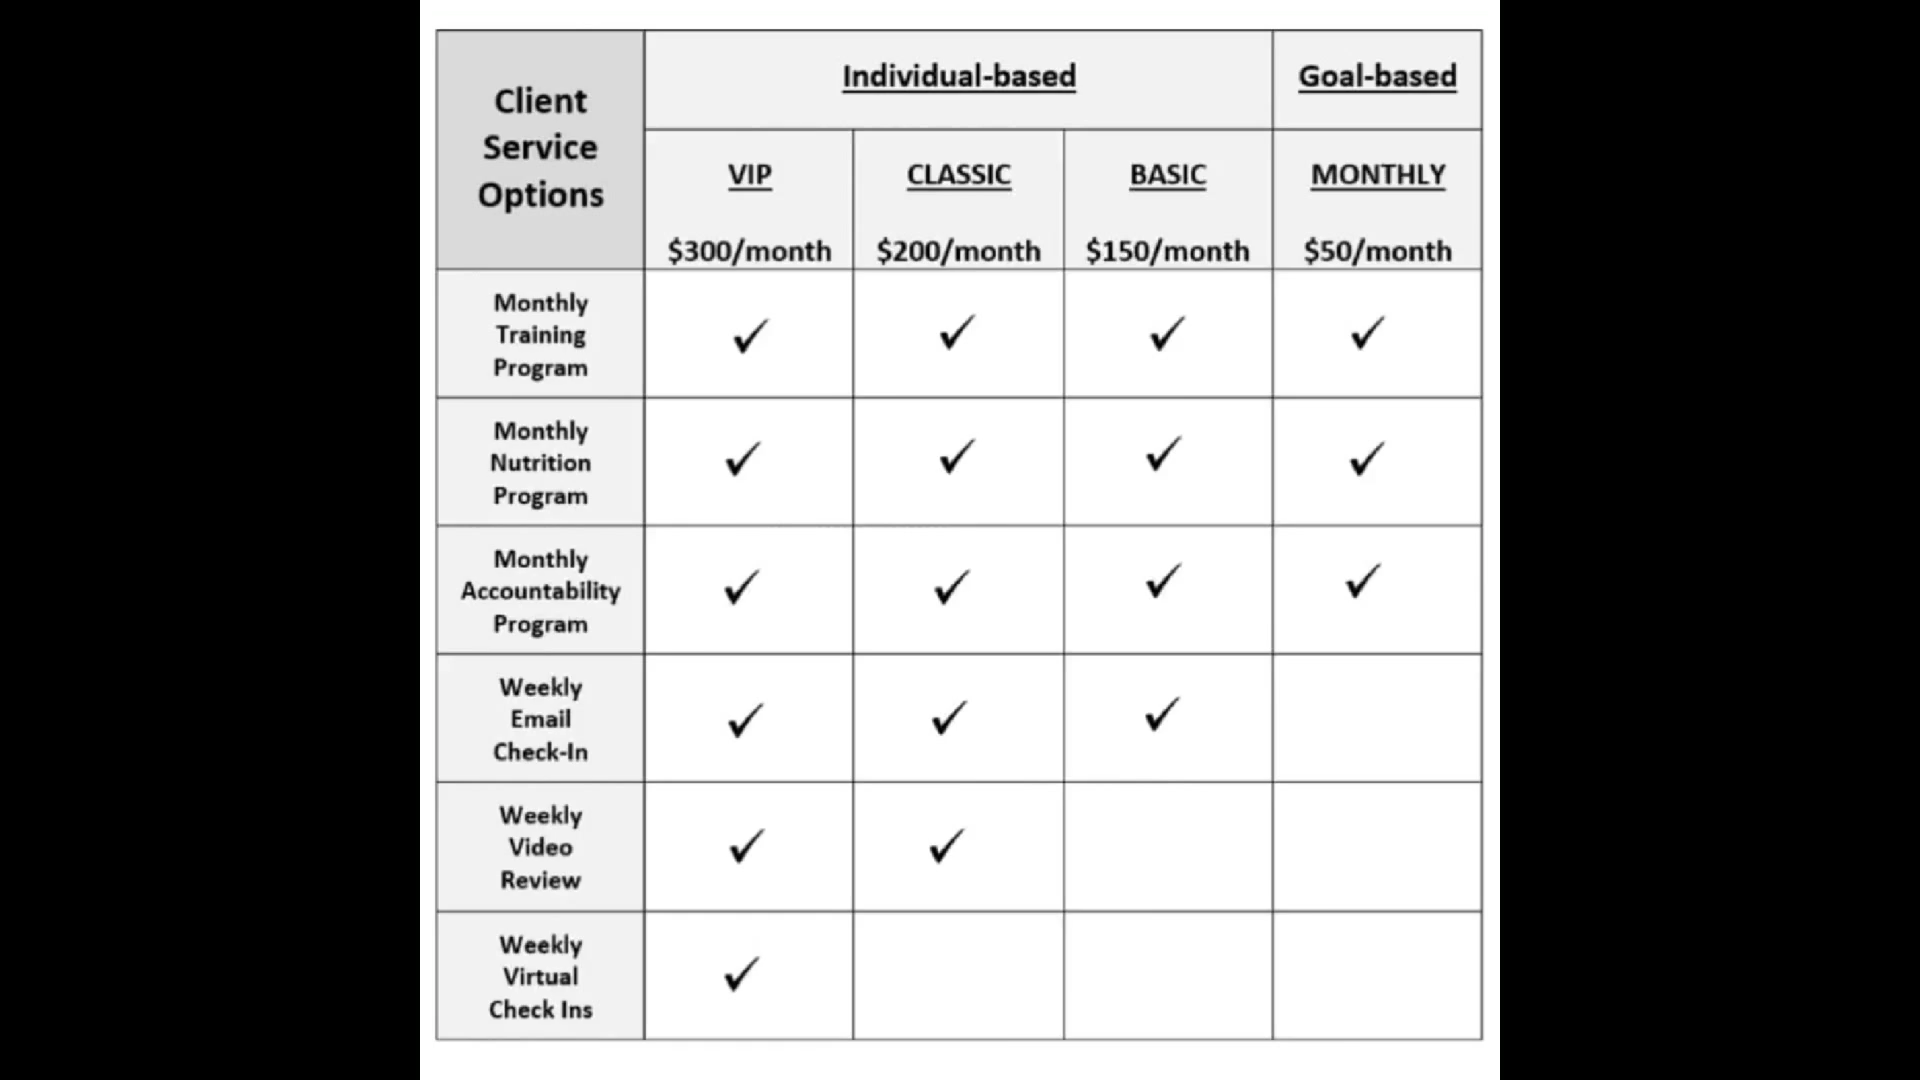 Client
Service
Options
Individual-based
Goal-based
VIP
$300/month
CLASSIC
$200/month
BASIC
$150/month
MONTHLY
$50/month
Monthly
Training
Program
✓ ✓ ✓ ✓
Monthly
Nutrition
Program
✓ ✓ ✓ ✓
Monthly
Accountability
Program
✓ ✓ ✓ ✓
Weekly
Email
Check-In
✓ ✓ ✓
Weekly
Video
Review
✓ ✓
Weekly
Virtual
Check Ins
✓